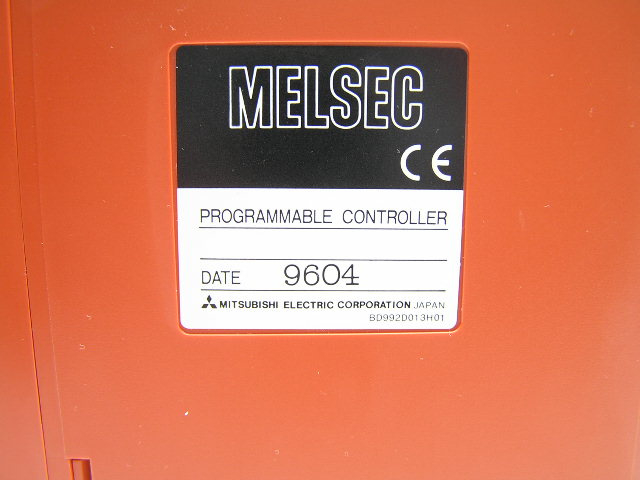 MELSEC
CE
PROGRAMMABLE CONTROLLER
DATE 9604
MITSUBISHI ELECTRIC CORPORATION JAPAN
BD992D013H01